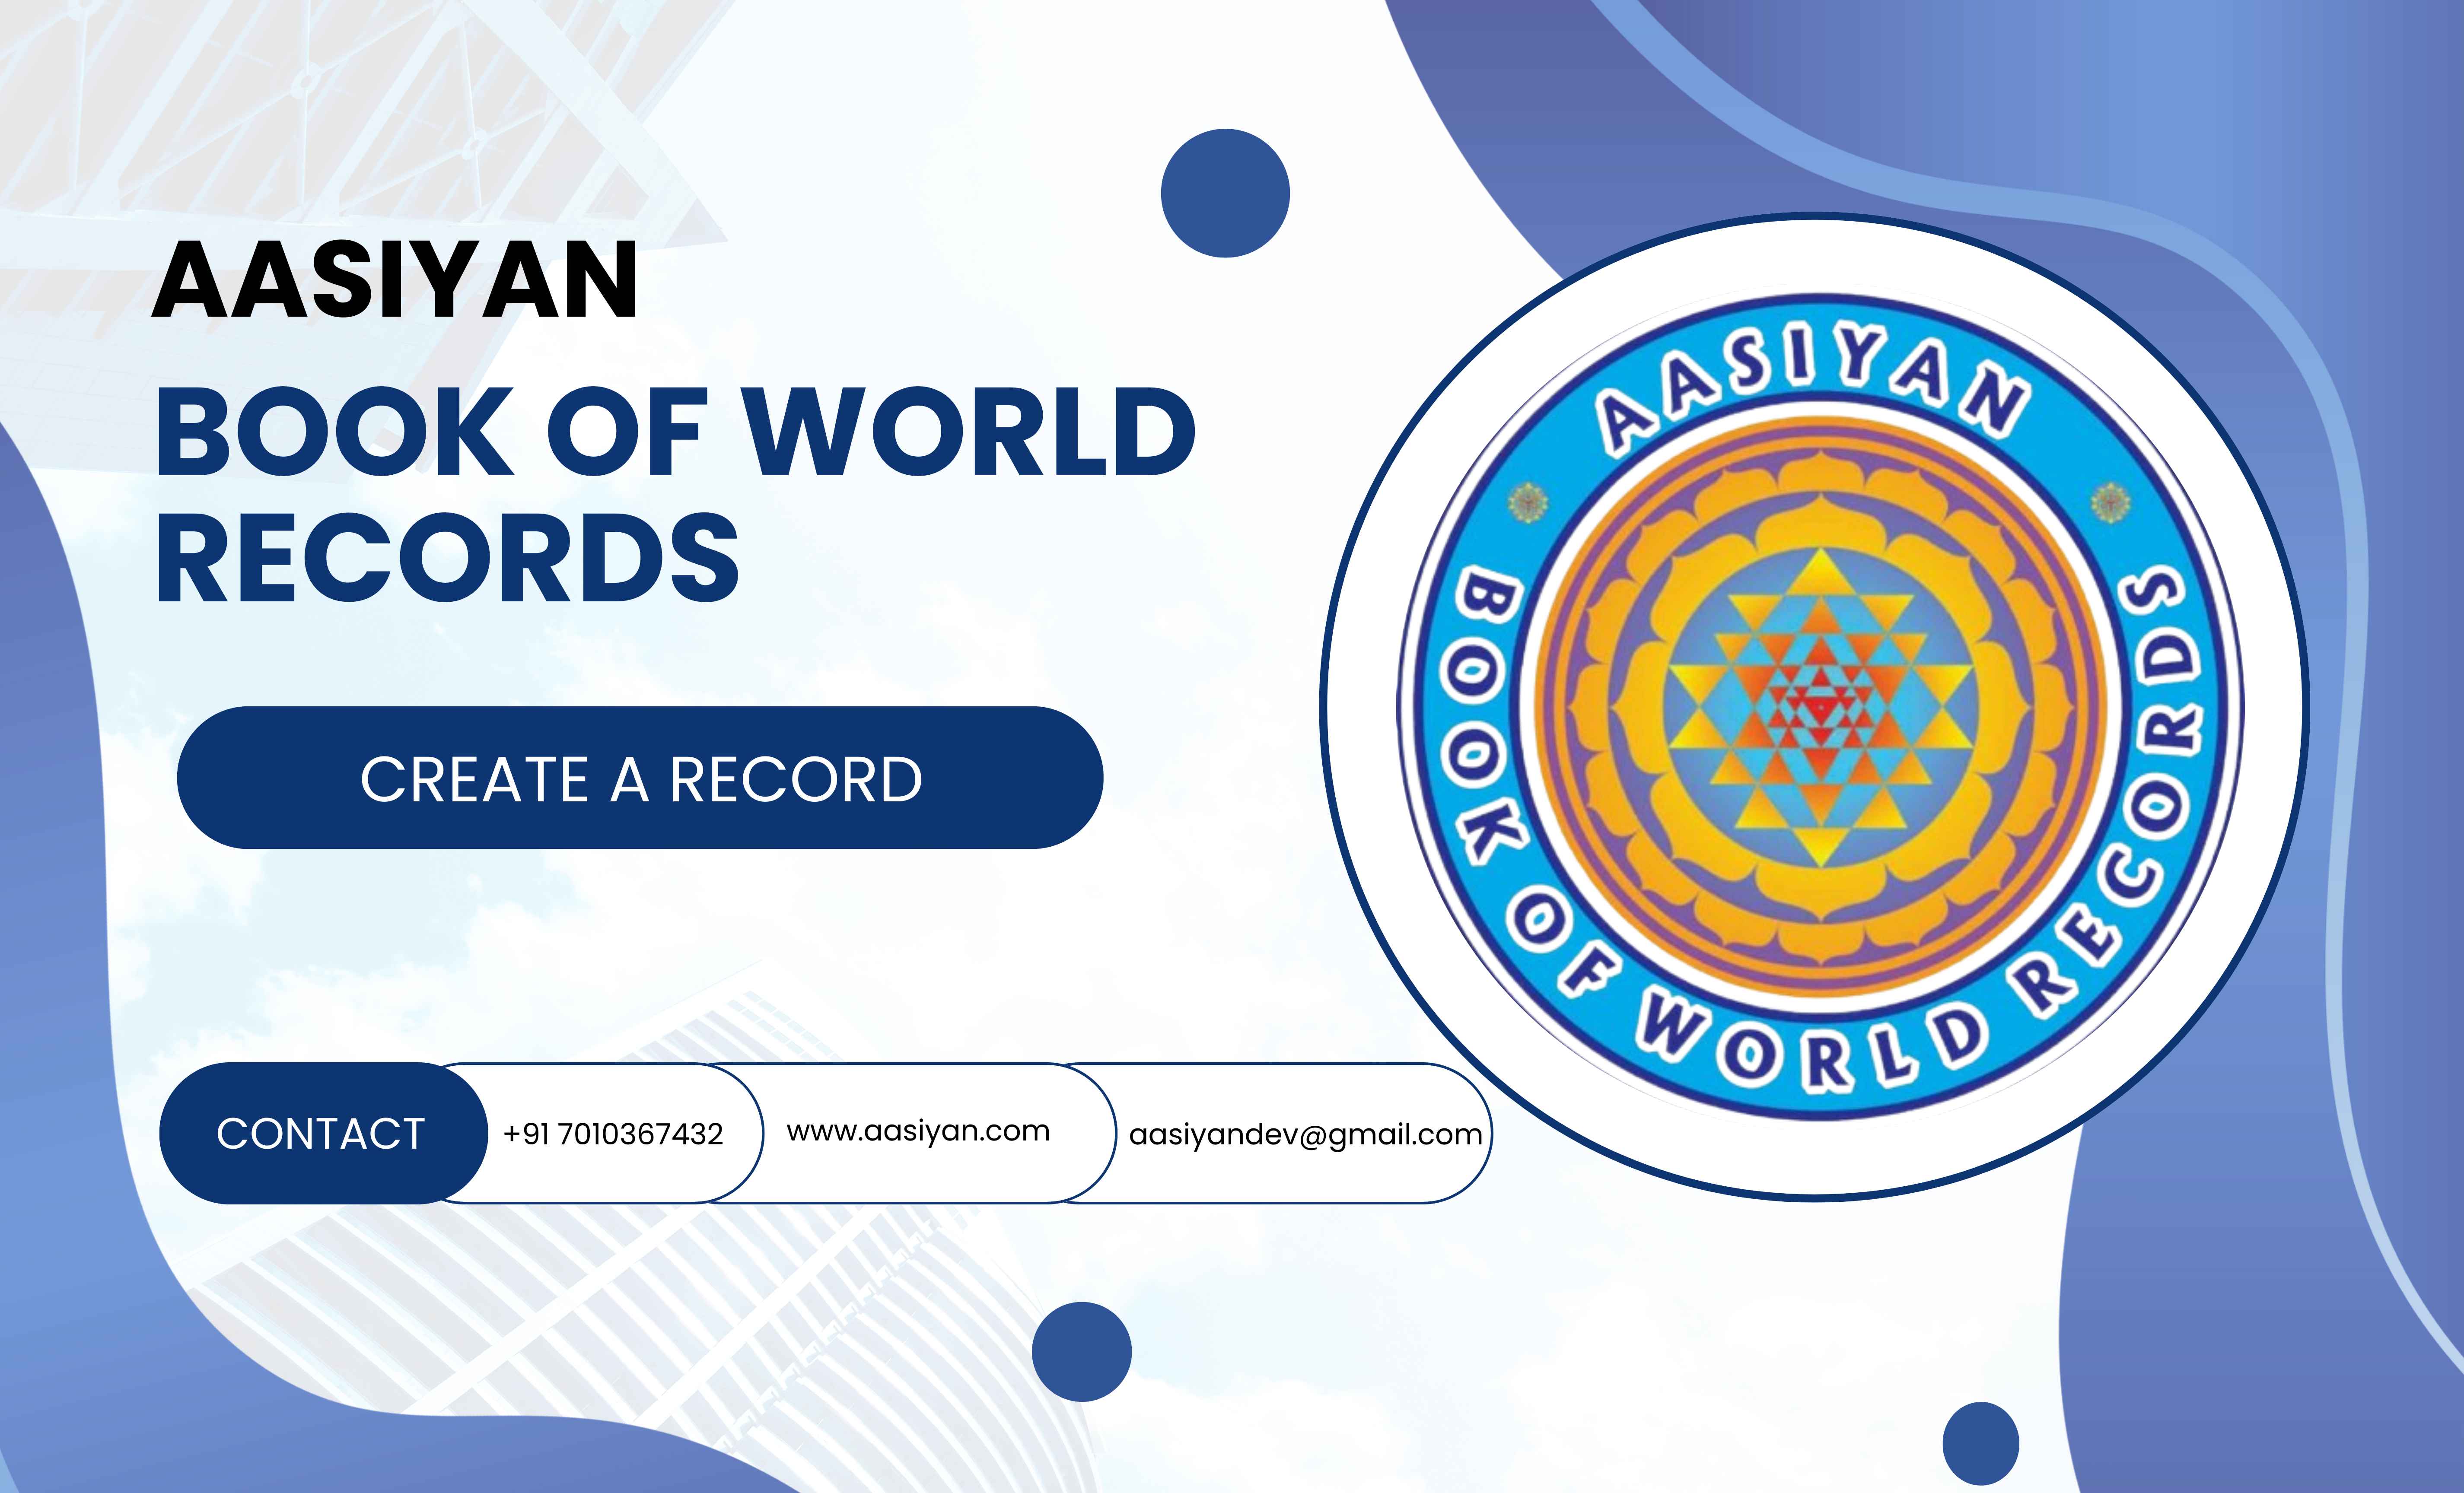 AASIYAN
BOOK OF WORLD
RECORDS
CREATE A RECORD
CONTACT
+91 7010367432
www.aasiyan.com
aasiyandev@gmail.com
AASIYAN
BOOK OF WORLD RECORDS